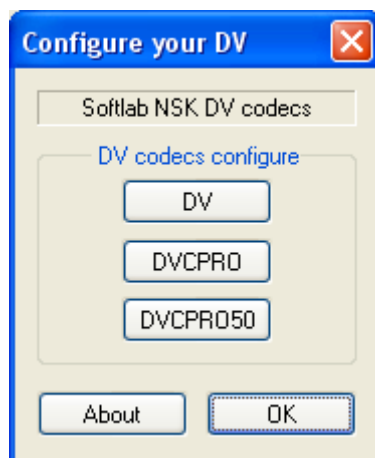 Configure your DV
Softlab NSK DV codecs
DV codecs configure
DV
DVCPRO
DVCPRO50
About
OK